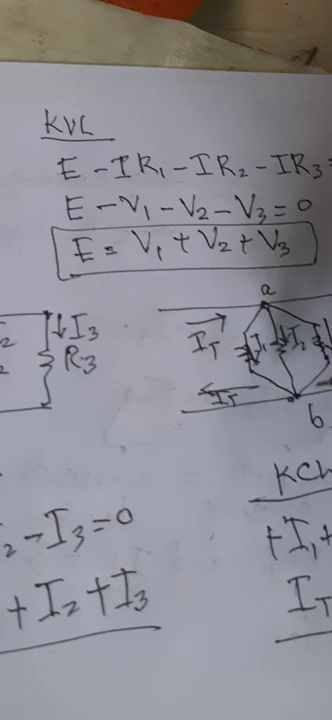 KVL
E - IR₁ - IR₂ - IR₃ =
E - V₁ - V₂ - V₃ = 0
E = V₁ + V₂ + V₃
a
I₃
R₃
I_T
I₁
I₂
I_T
b
KCL
₂ - I₃ = 0
+I₁ +
+ I₂ + I₃
I_T